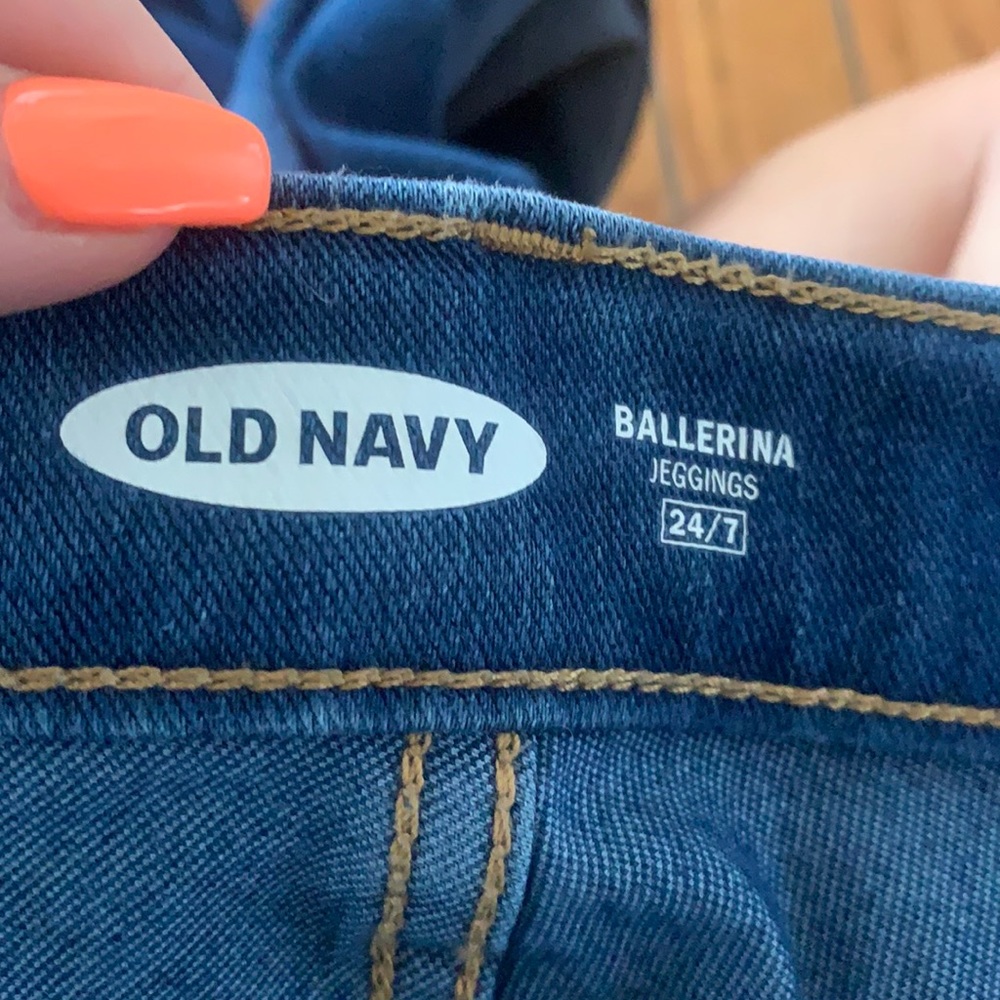 OLD NAVY
BALLERINA
JEGGINGS
24/7